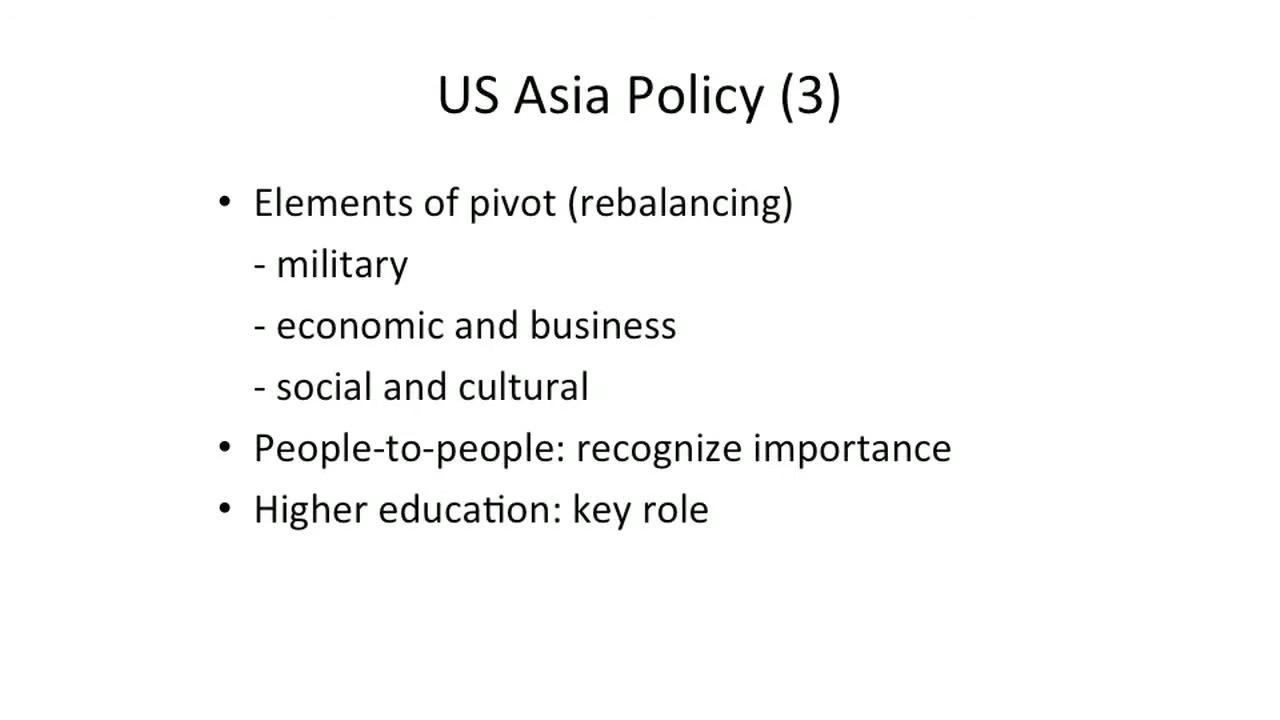 US Asia Policy (3)
• Elements of pivot (rebalancing)
- military
- economic and business
- social and cultural
• People-to-people: recognize importance
• Higher education: key role